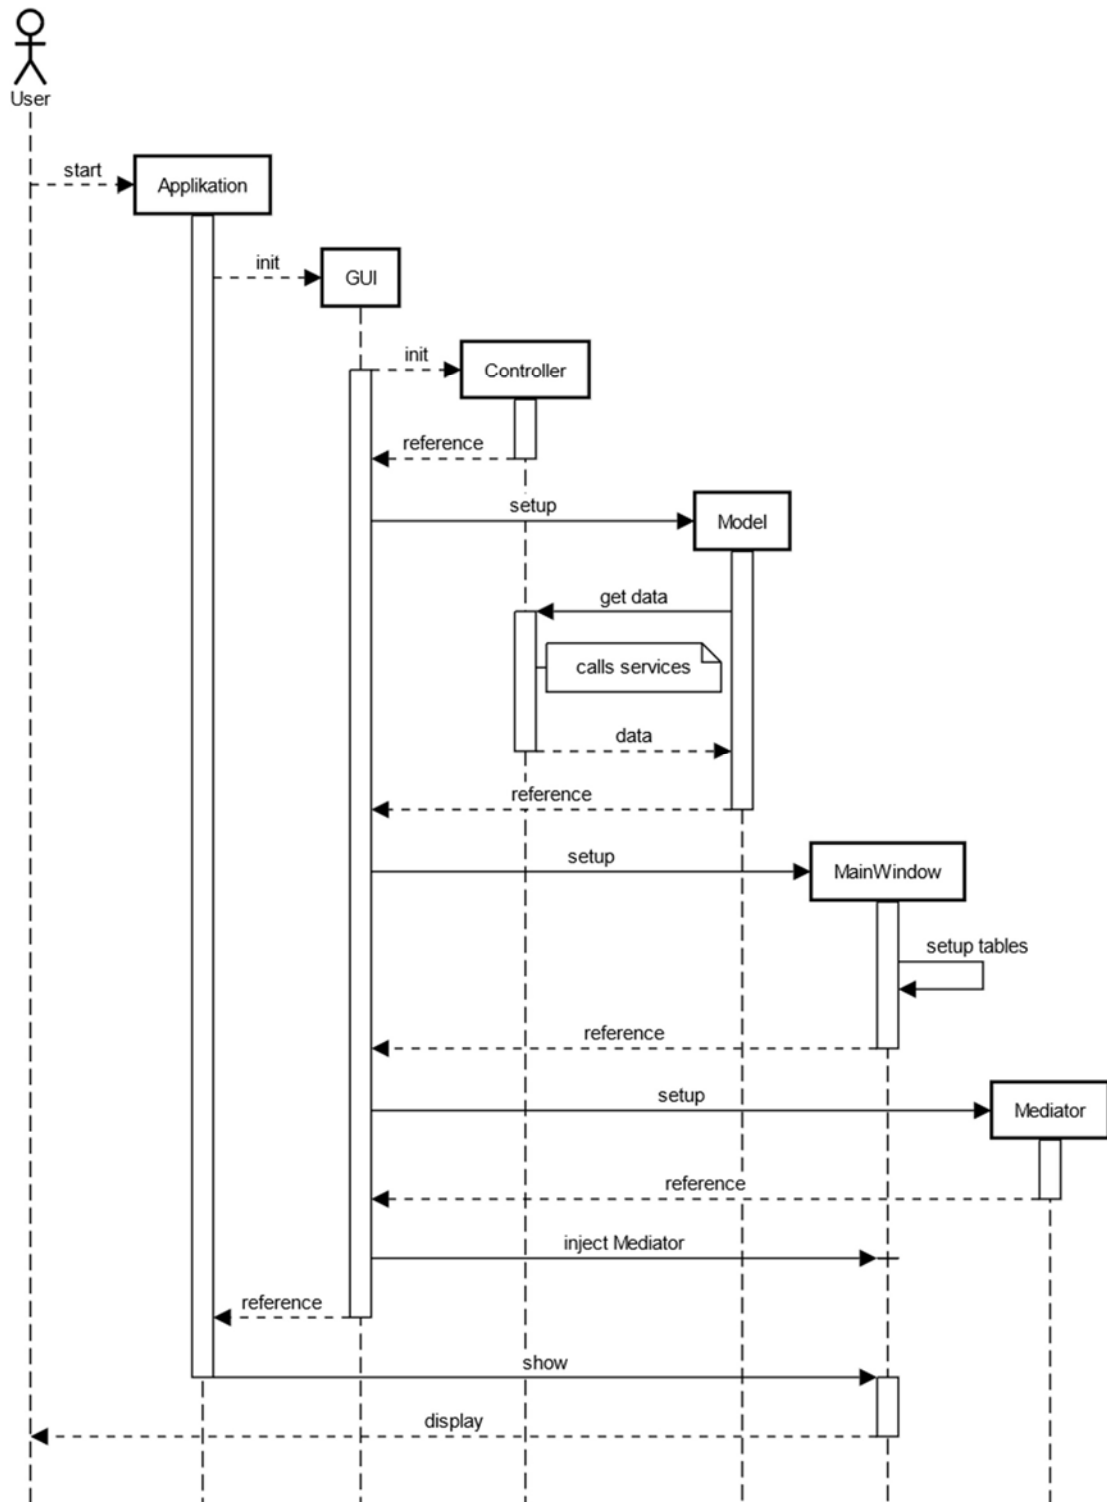 User
start
Applikation
init
GUI
init
Controller
reference
setup
Model
get data
calls services
data
reference
setup
MainWindow
setup tables
reference
setup
Mediator
reference
inject Mediator
reference
show
display